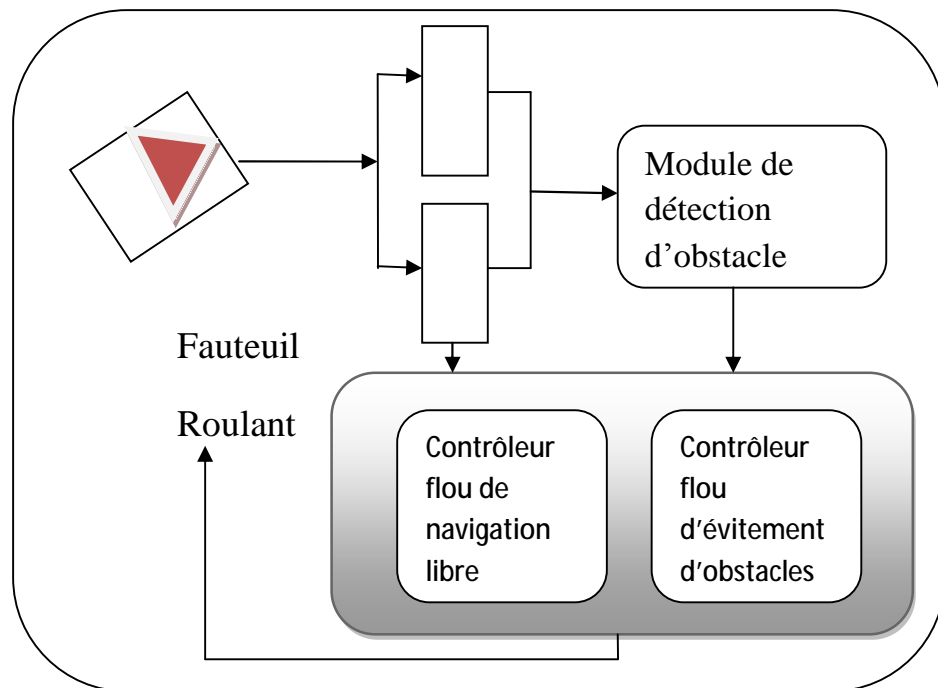 Module de
détection
d’obstacle
Fauteuil
Roulant
Contrôleur
flou de
navigation
libre
Contrôleur
flou
d’évitement
d’obstacles